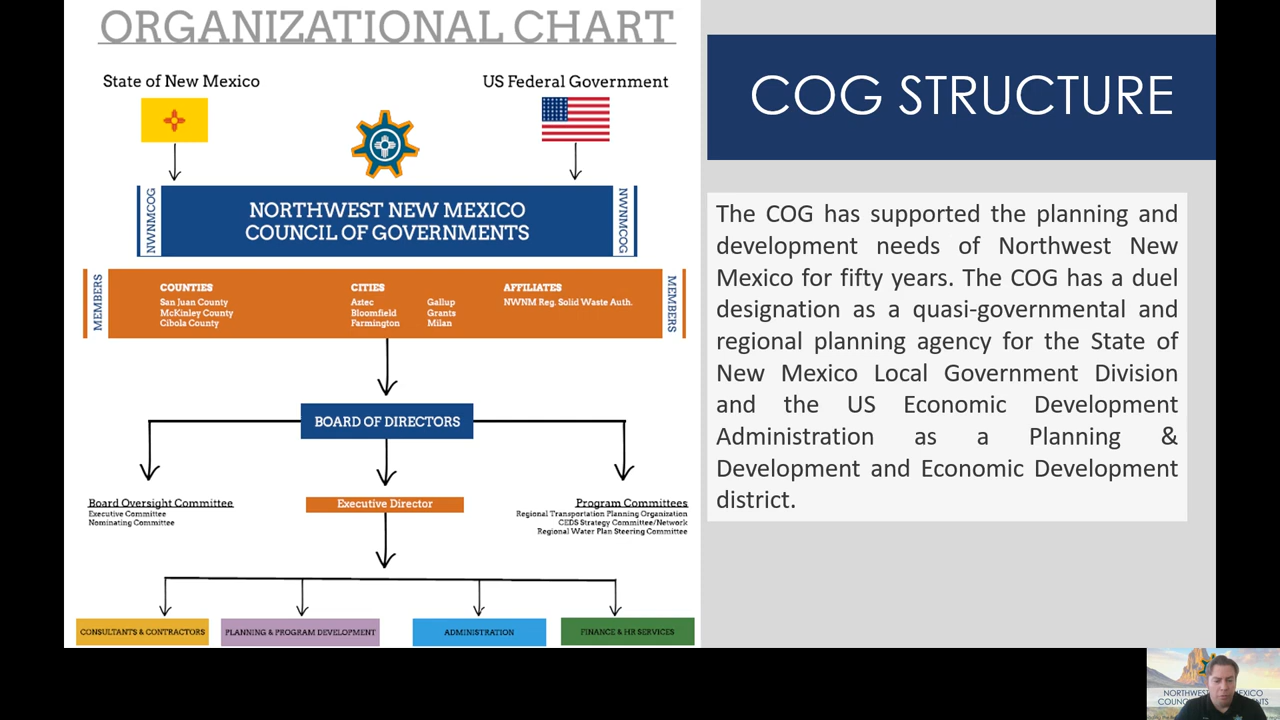 ORGANIZATIONAL CHART
State of New Mexico
US Federal Government
NWNMCOG
NORTHWEST NEW MEXICO
COUNCIL OF GOVERNMENTS
NWNMCOG
MEMBERS
COUNTIES
San Juan County
McKinley County
Cibola County
CITIES
Aztec
Bloomfield
Farmington
Gallup
Grants
Milan
AFFILIATES
NWNM Reg. Solid Waste Auth.
MEMBERS
BOARD OF DIRECTORS
Board Oversight Committee
Executive Committee
Nominating Committee
Executive Director
Program Committees
Regional Transportation Planning Organization
CEDS Strategy Committee/Network
Regional Water Plan Steering Committee
CONSULTANTS & CONTRACTORS
PLANNING & PROGRAM DEVELOPMENT
ADMINISTRATION
FINANCE & HR SERVICES
COG STRUCTURE
The COG has supported the planning and
development needs of Northwest New
Mexico for fifty years. The COG has a duel
designation as a quasi-governmental and
regional planning agency for the State of
New Mexico Local Government Division
and the US Economic Development
Administration as a Planning &
Development and Economic Development
district.